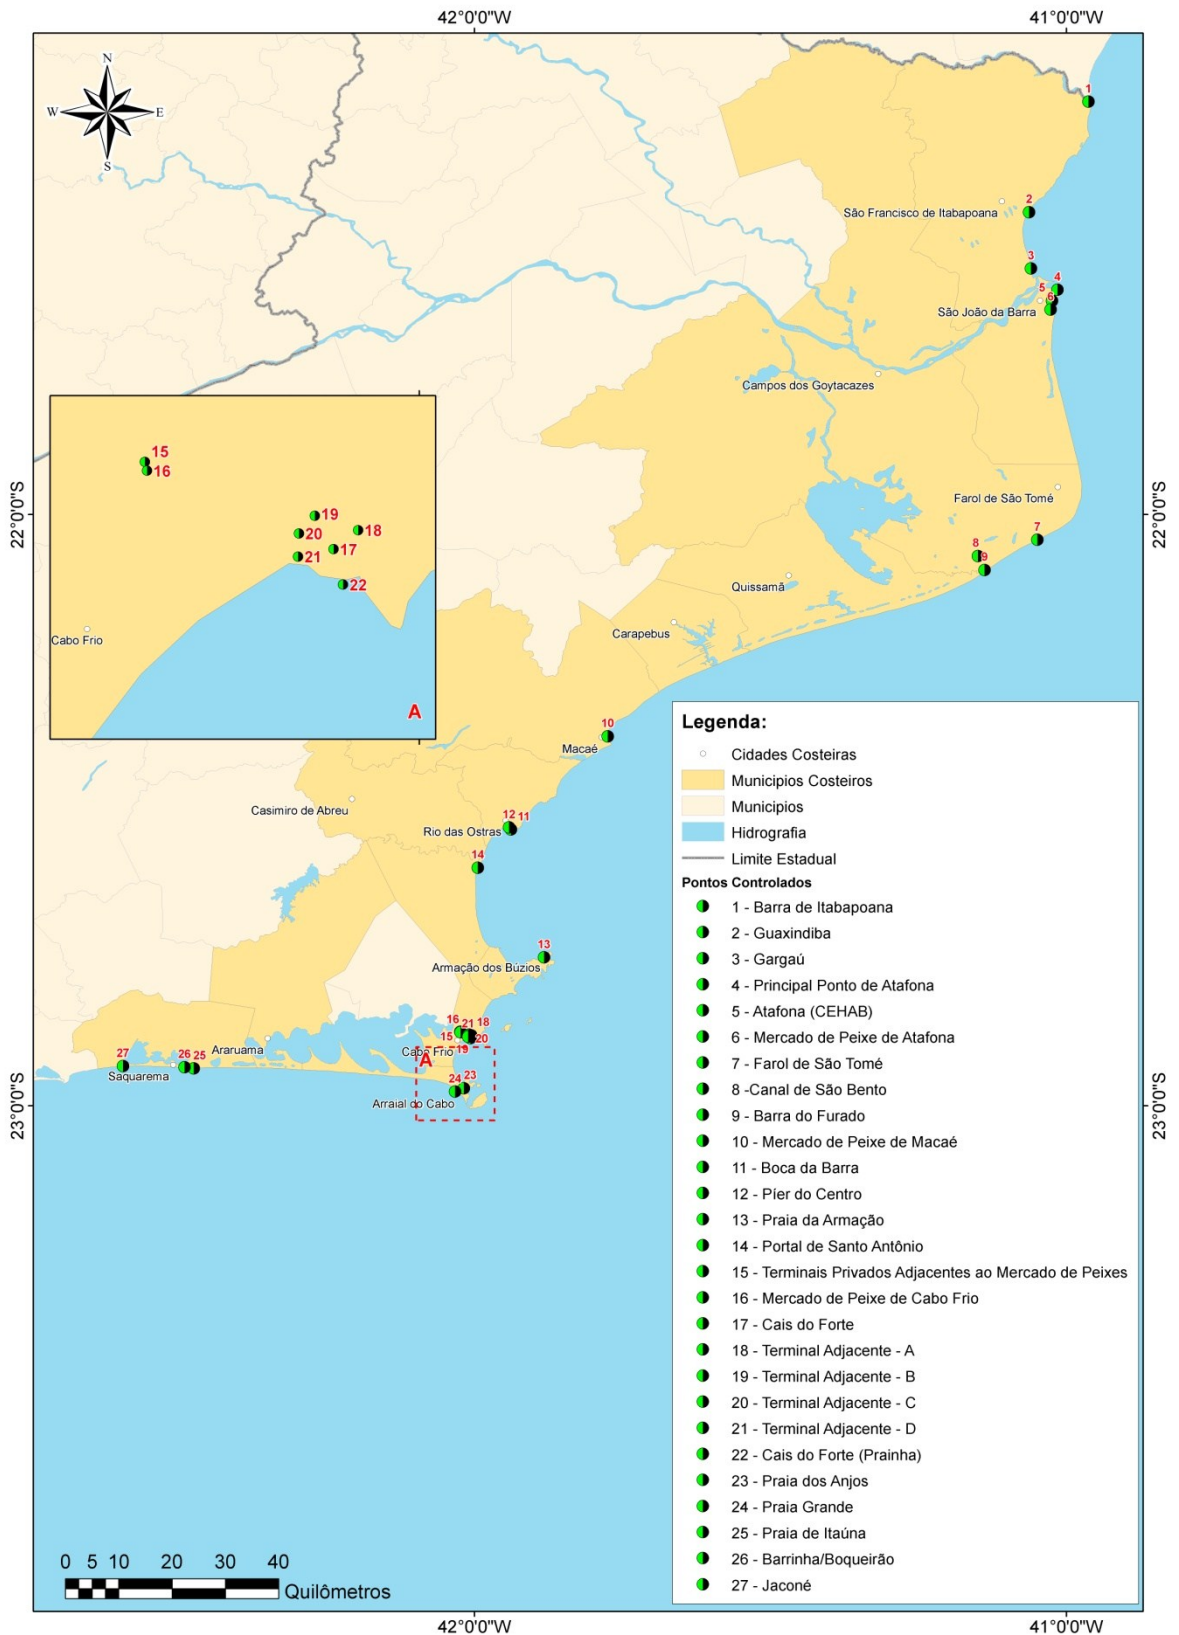 42°0'0"W 41°0'0"W
N
W E
S
1
São Francisco de Itabapoana
2
3
4
5
6
São João da Barra
Campos dos Goytacazes
22°0'0"S
22°0'0"S
Farol de São Tomé
7
8
9
Quissamã
Carapebus
15
16
19
18
20
17
21
22
Cabo Frio
A
10
Macaé
Casimiro de Abreu
12 11
Rio das Ostras
14
13
Armação dos Búzios
16 21 18
15 20
Cabo Frio 19
A
Araruama
27 26 25
Saquarema
24 23
Arraial do Cabo
23°0'0"S
23°0'0"S
Legenda:
Cidades Costeiras
Municipios Costeiros
Municipios
Hidrografia
Limite Estadual
Pontos Controlados
1 - Barra de Itabapoana
2 - Guaxindiba
3 - Gargaú
4 - Principal Ponto de Atafona
5 - Atafona (CEHAB)
6 - Mercado de Peixe de Atafona
7 - Farol de São Tomé
8 -Canal de São Bento
9 - Barra do Furado
10 - Mercado de Peixe de Macaé
11 - Boca da Barra
12 - Píer do Centro
13 - Praia da Armação
14 - Portal de Santo Antônio
15 - Terminais Privados Adjacentes ao Mercado de Peixes
16 - Mercado de Peixe de Cabo Frio
17 - Cais do Forte
18 - Terminal Adjacente - A
19 - Terminal Adjacente - B
20 - Terminal Adjacente - C
21 - Terminal Adjacente - D
22 - Cais do Forte (Prainha)
23 - Praia dos Anjos
24 - Praia Grande
25 - Praia de Itaúna
26 - Barrinha/Boqueirão
27 - Jaconé
0 5 10 20 30 40
Quilômetros
42°0'0"W 41°0'0"W